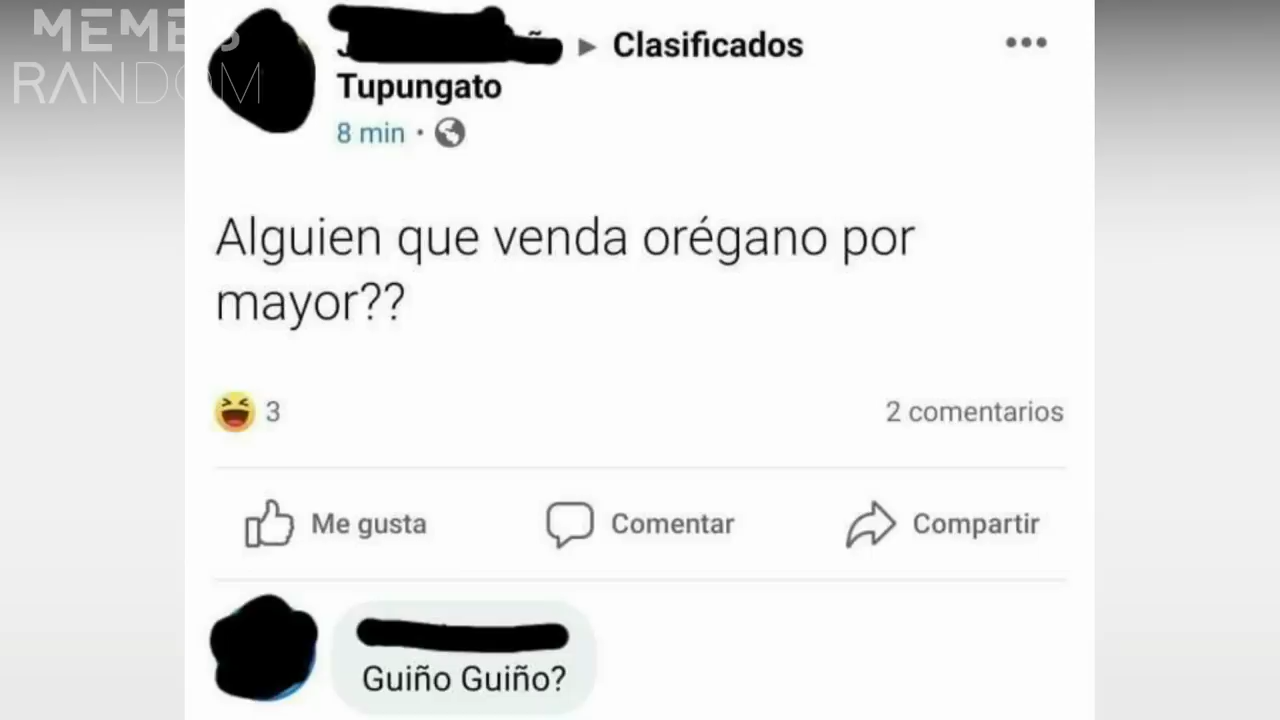 MEMES
RANDOM
Clasificados
Tupungato
8 min ·
Alguien que venda orégano por
mayor??
3
2 comentarios
Me gusta
Comentar
Compartir
Guiño Guiño?